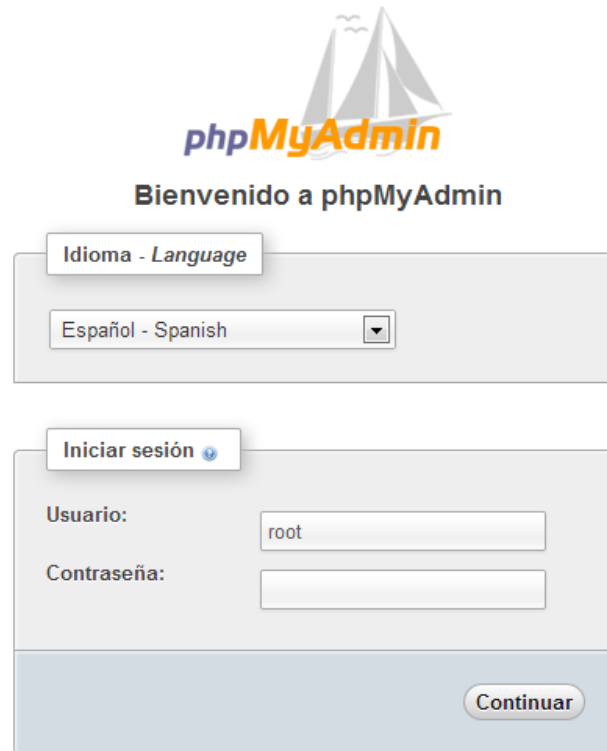 phpMyAdmin
Bienvenido a phpMyAdmin
Idioma - Language
Español - Spanish
Iniciar sesión
Usuario:
root
Contraseña:
Continuar